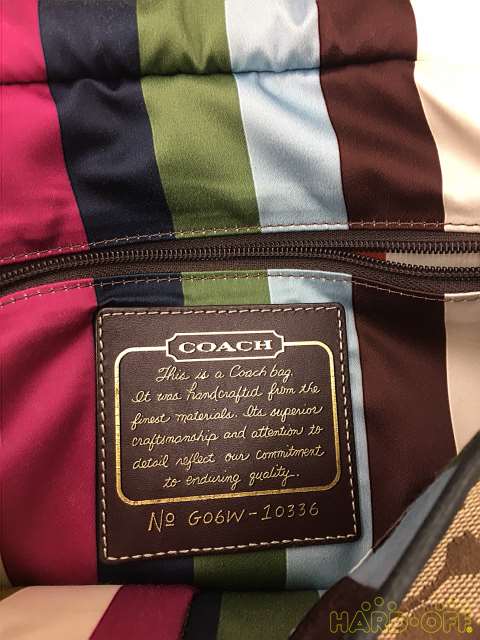 COACH
This is a Coach bag.
It was handcrafted from the
finest materials. Its superior
craftsmanship and attention to
detail reflect our commitment
to enduring quality.
No G06W-10336
HARD-OFF